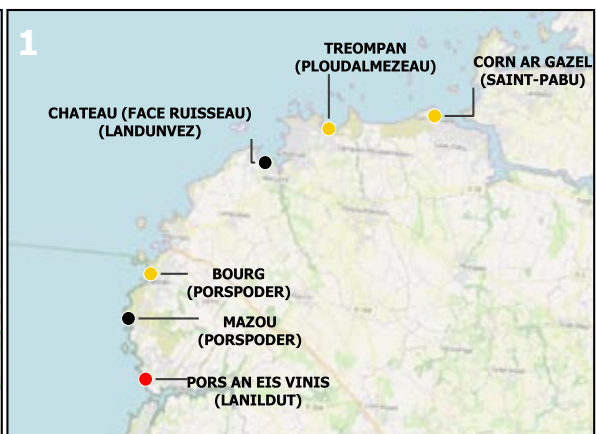 1
TREOMPAN
(PLOUDALMEZEAU)
CORN AR GAZEL
(SAINT-PABU)
CHATEAU (FACE RUISSEAU)
(LANDUNVEZ)
BOURG
(PORSPODER)
MAZOU
(PORSPODER)
PORS AN EIS VINIS
(LANILDUT)